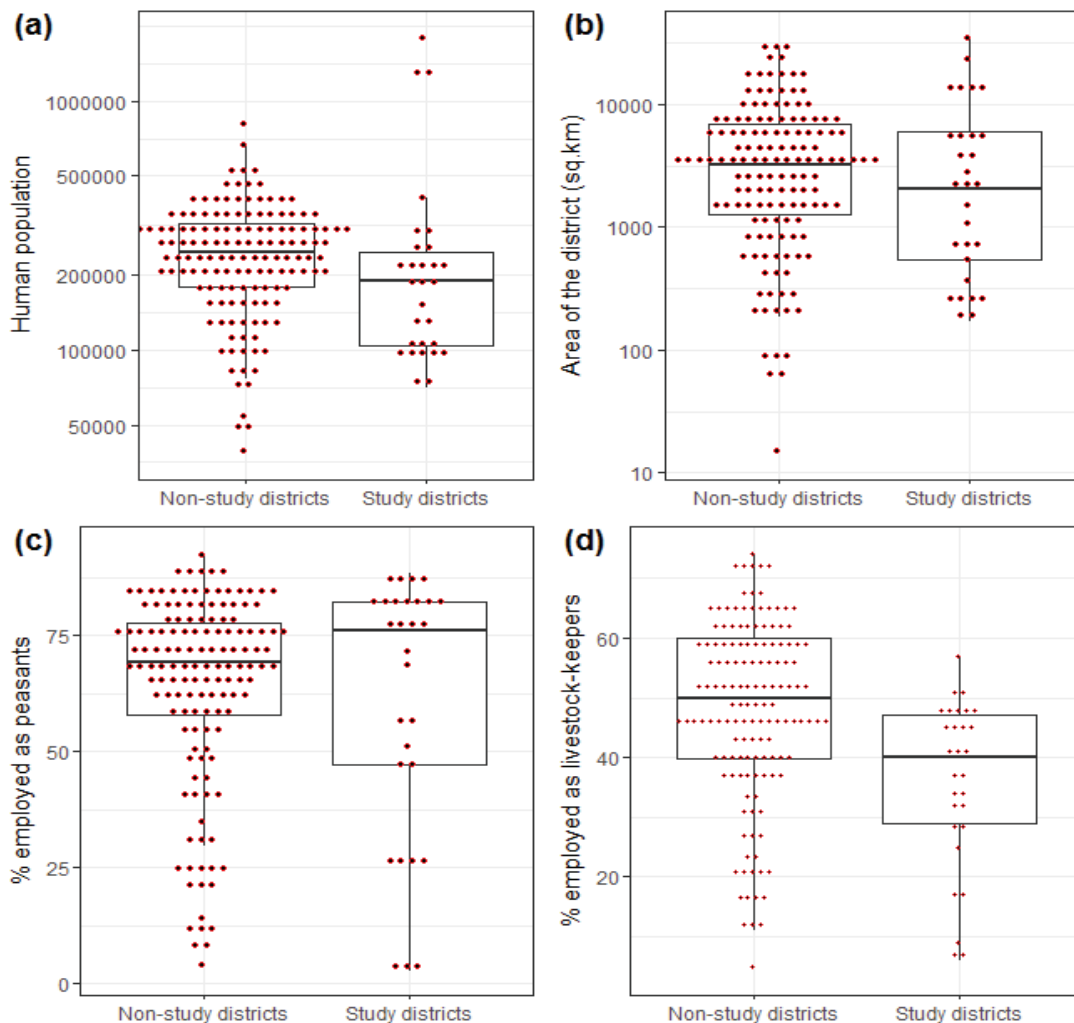 (a)
Human population
1000000
500000
200000
100000
50000
Non-study districts Study districts
(b)
Area of the district (sq.km)
10000
1000
100
10
Non-study districts Study districts
(c)
% employed as peasants
75
50
25
0
Non-study districts Study districts
(d)
% employed as livestock-keepers
60
40
20
Non-study districts Study districts